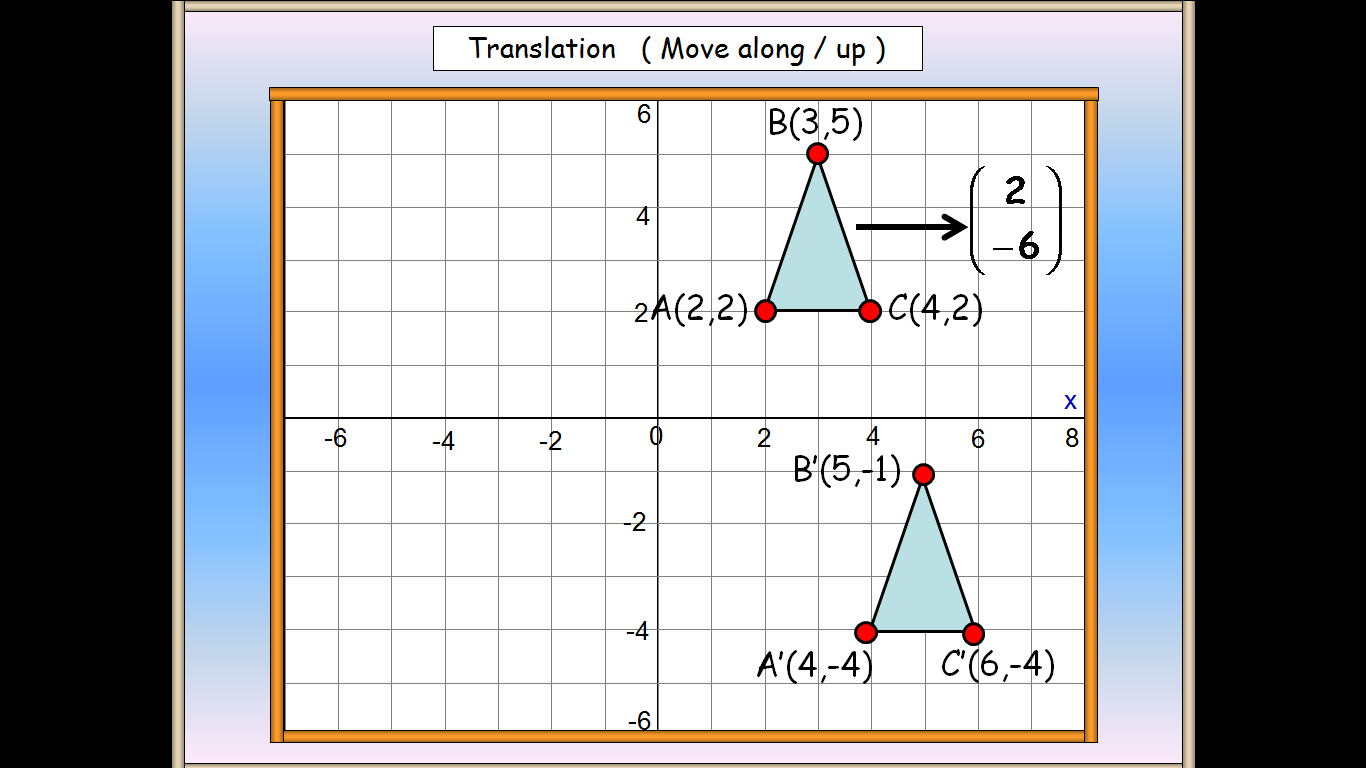 Translation ( Move along / up )
6
B(3,5)
2
4
−6
2
A(2,2)
C(4,2)
x
-6 -4 -2 0 2 4 6 8
B'(5,-1)
-2
-4
A'(4,-4)
C'(6,-4)
-6